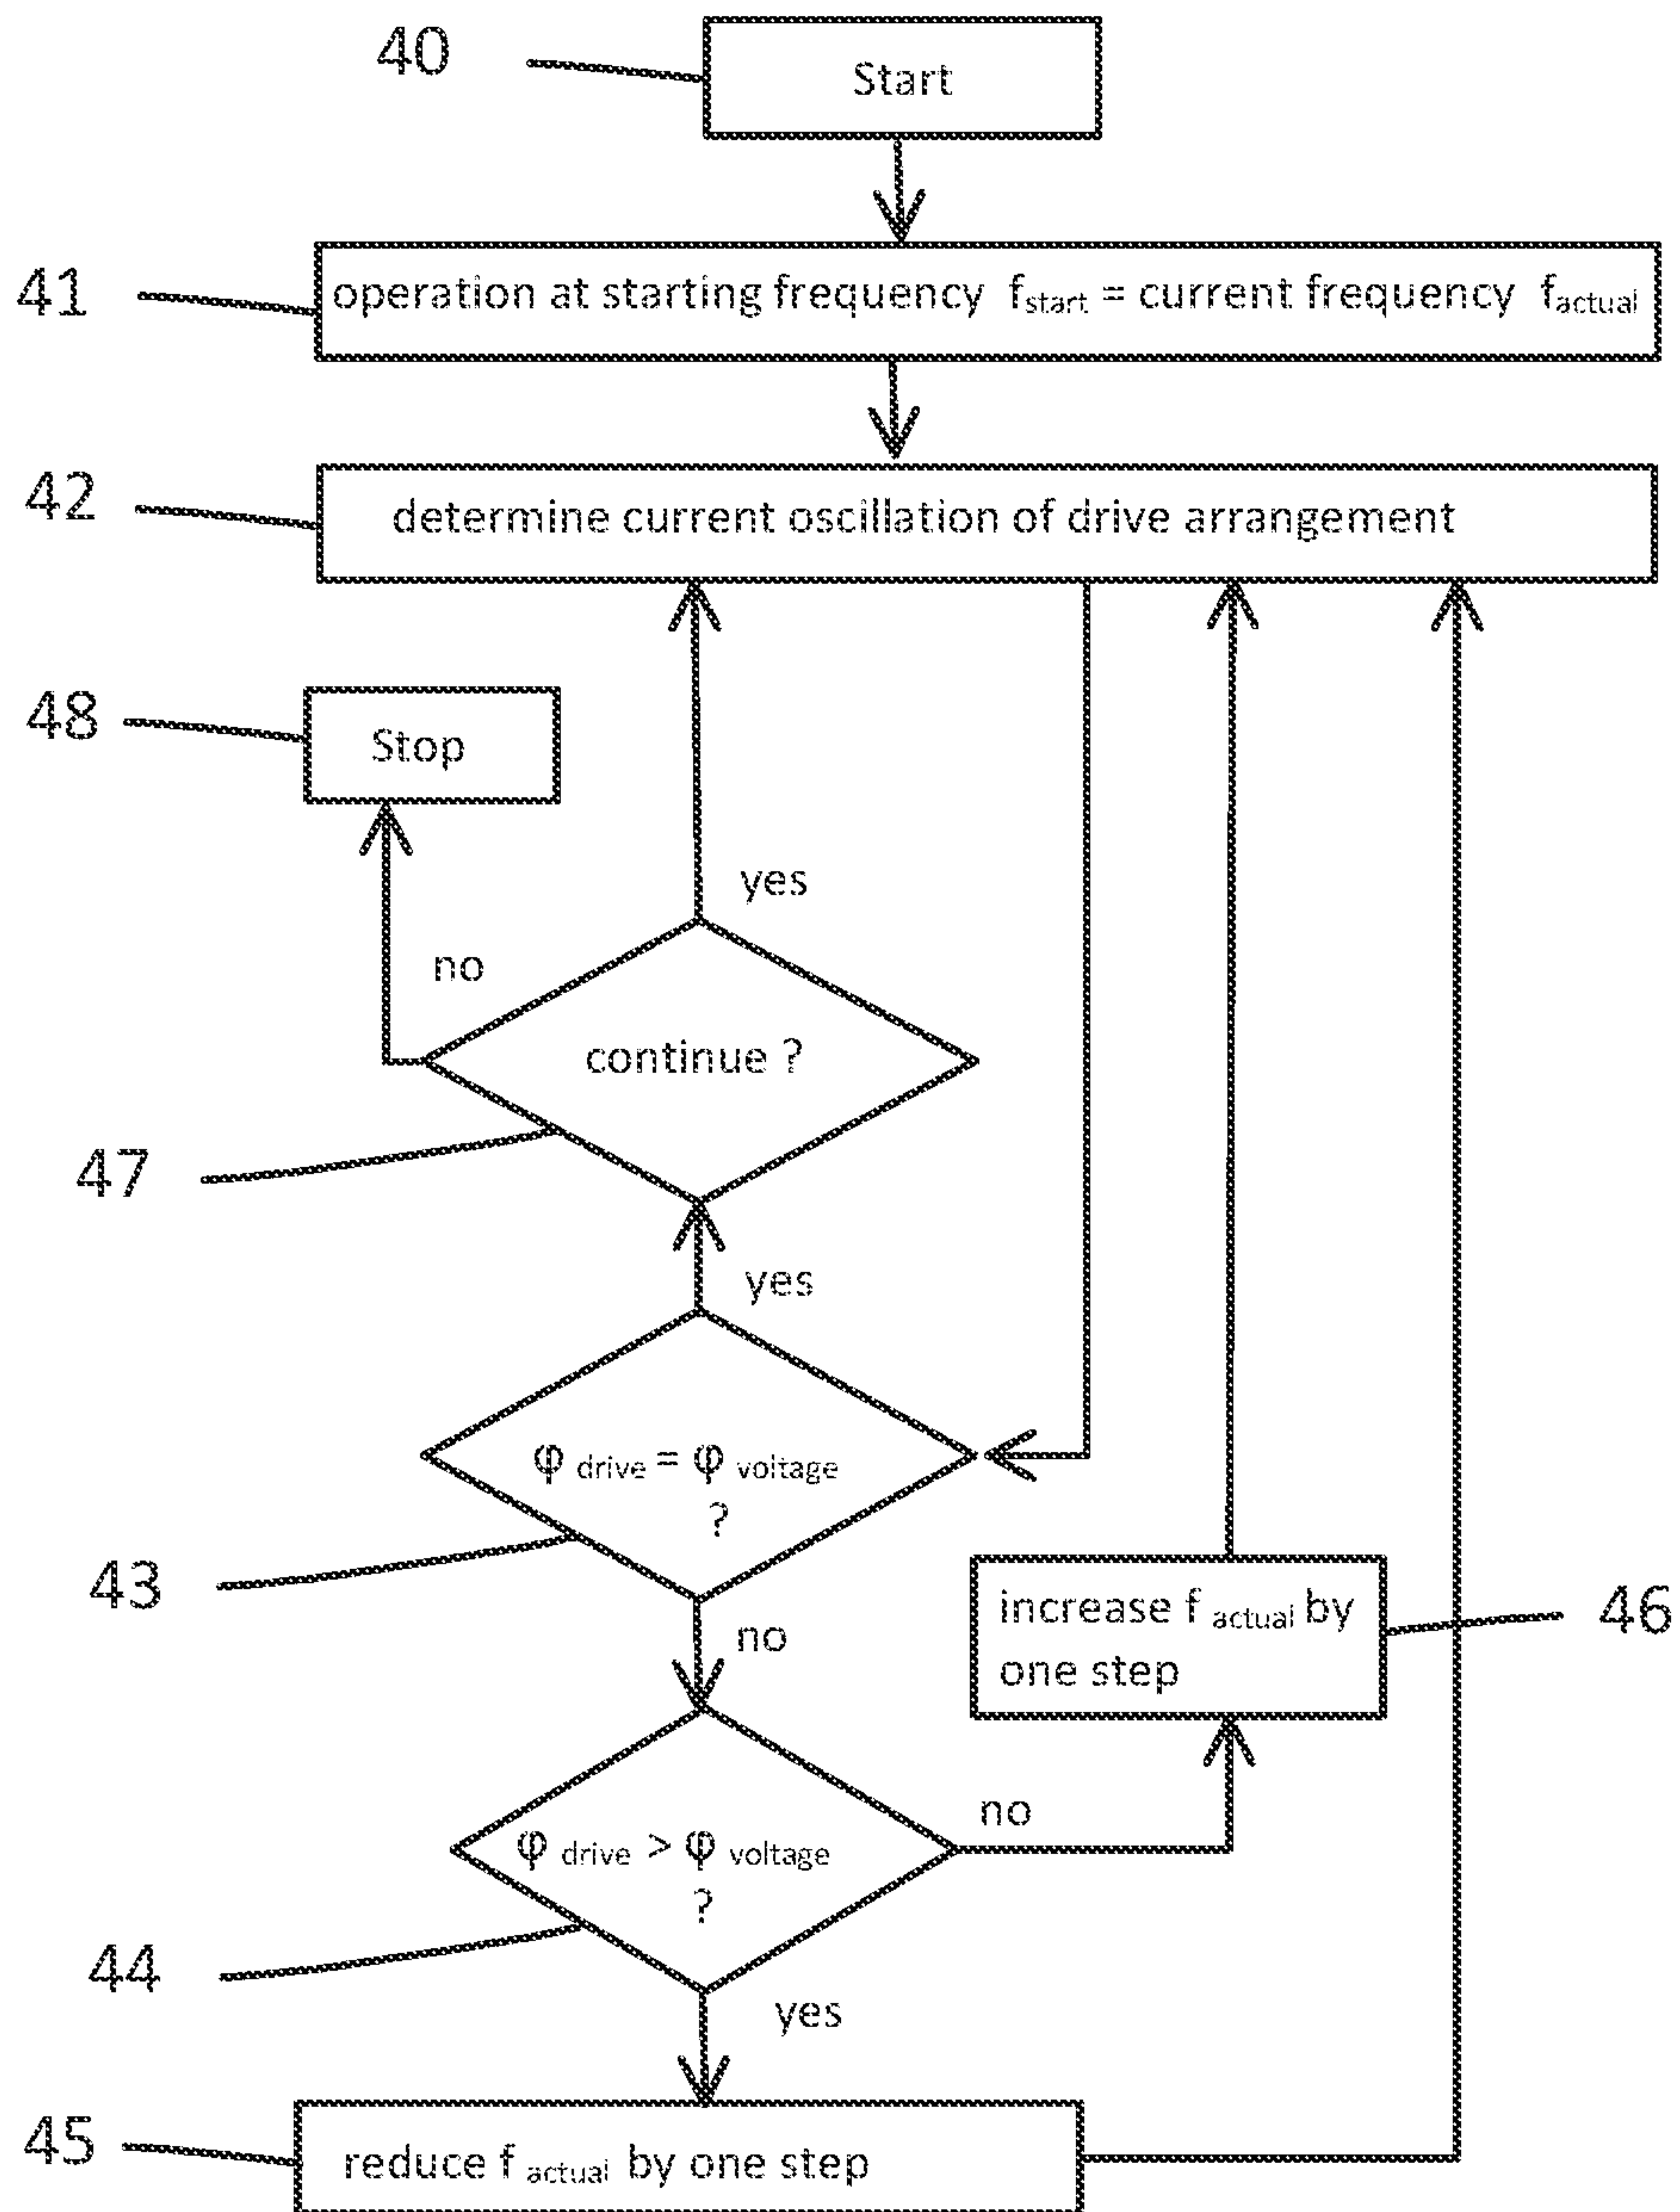 40
Start
41
operation at starting frequency f start = current frequency f actual
42
determine current oscillation of drive arrangement
48
Stop
yes
no
continue ?
47
yes
φ drive = φ voltage
?
43
increase f actual by
one step
46
no
φ drive > φ voltage
?
no
44
yes
45
reduce f actual by one step